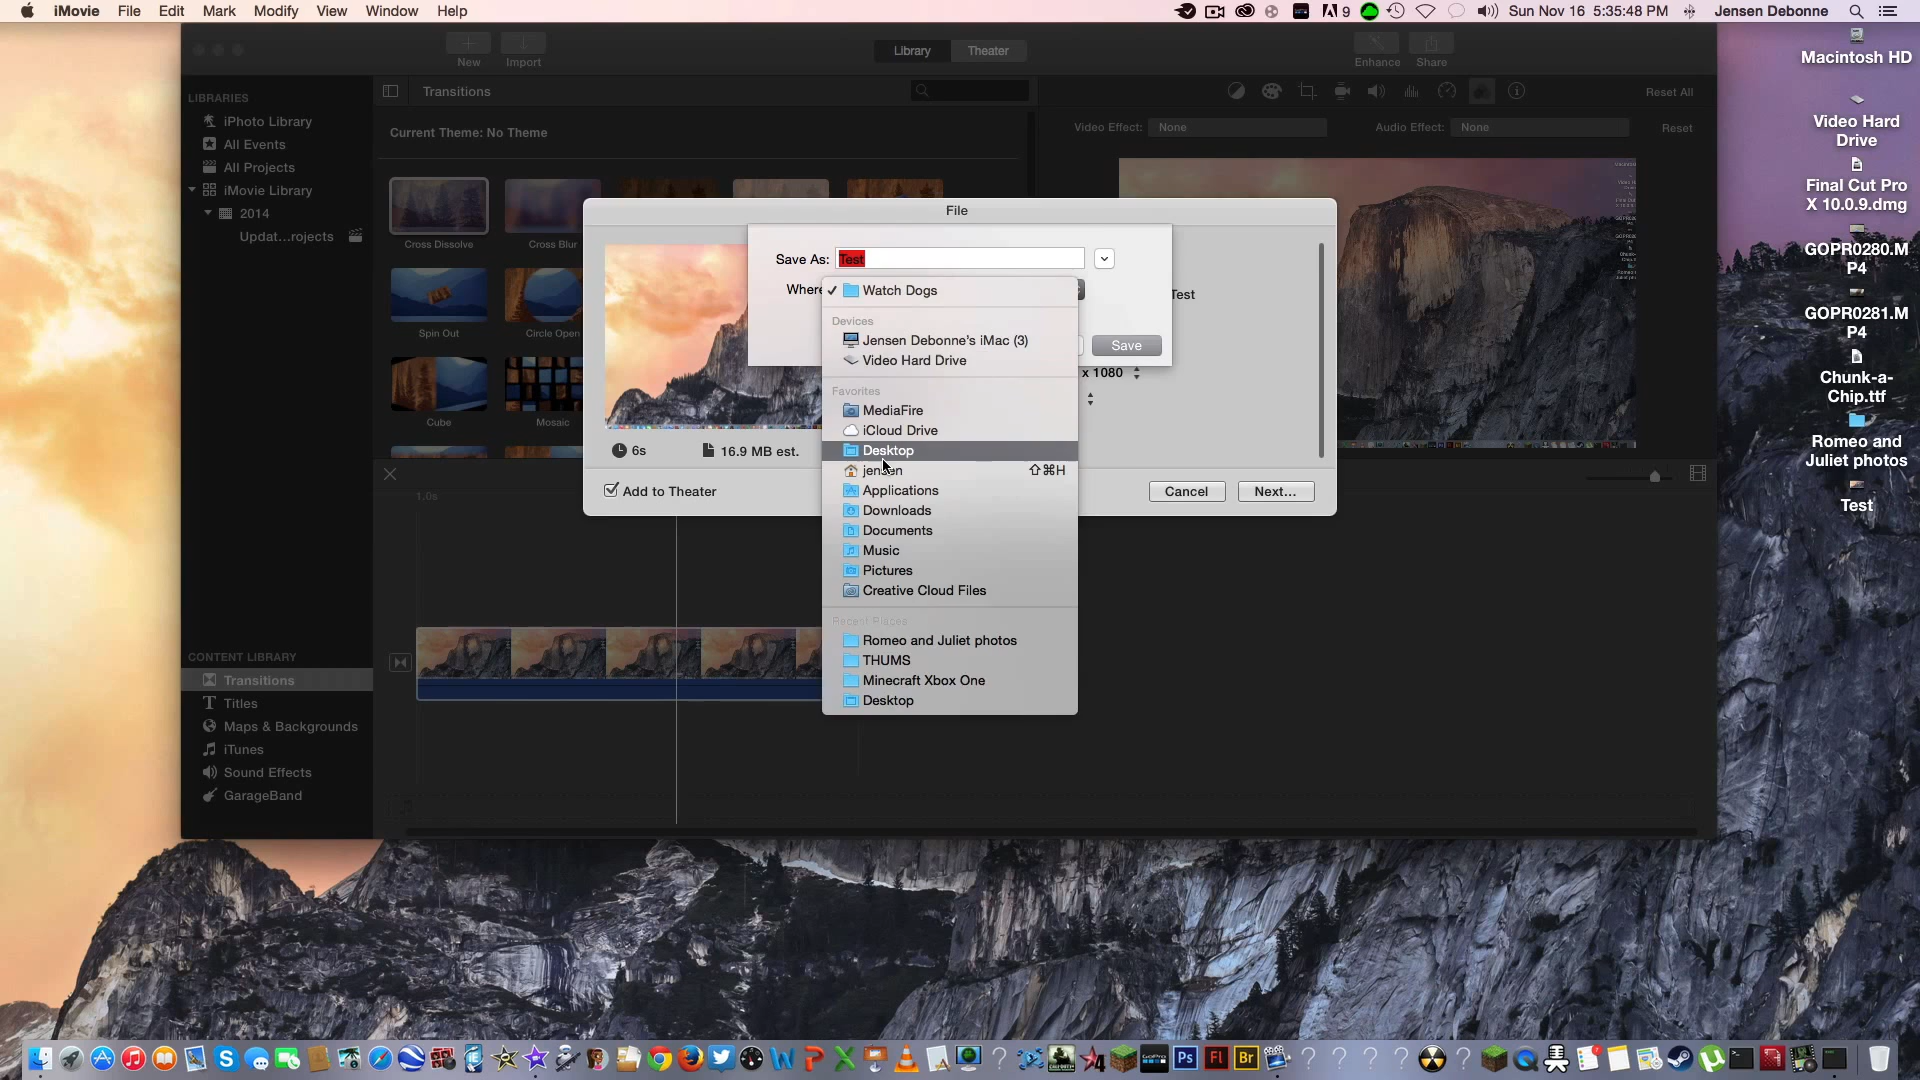 iMovie File Edit Mark Modify View Window Help
9 Sun Nov 16 5:35:48 PM Jensen Debonne
New Import
Library Theater
Enhance Share
LIBRARIES
iPhoto Library
All Events
All Projects
iMovie Library
2014
Updat...rojects
Transitions
Reset All
Current Theme: No Theme
Video Effect: None
Audio Effect: None
Reset
Cross Dissolve
Cross Blur
Spin Out
Circle Open
Cube
Mosaic
File
Save As: Test
Where
Watch Dogs
Devices
Jensen Debonne's iMac (3)
Video Hard Drive
Favorites
MediaFire
iCloud Drive
Desktop
jensen ⇧⌘H
Applications
Downloads
Documents
Music
Pictures
Creative Cloud Files
Recent Places
Romeo and Juliet photos
THUMS
Minecraft Xbox One
Desktop
Test
Save
x 1080
6s
16.9 MB est.
Add to Theater
Cancel
Next...
1.0s
CONTENT LIBRARY
Transitions
Titles
Maps & Backgrounds
iTunes
Sound Effects
GarageBand
Macintosh HD
Video Hard
Drive
Final Cut Pro
X 10.0.9.dmg
GOPR0280.M
P4
GOPR0281.M
P4
Chunk-a-
Chip.ttf
Romeo and
Juliet photos
Test
Ps
Fl
Br